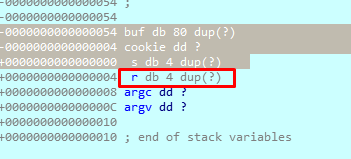 -0000000000000054 ;
-0000000000000054
-0000000000000054 buf db 80 dup(?)
-0000000000000004 cookie dd ?
+0000000000000000  s db 4 dup(?)
+0000000000000004  r db 4 dup(?)
+0000000000000008 argc dd ?
+000000000000000C argv dd ?
+0000000000000010
+0000000000000010 ; end of stack variables